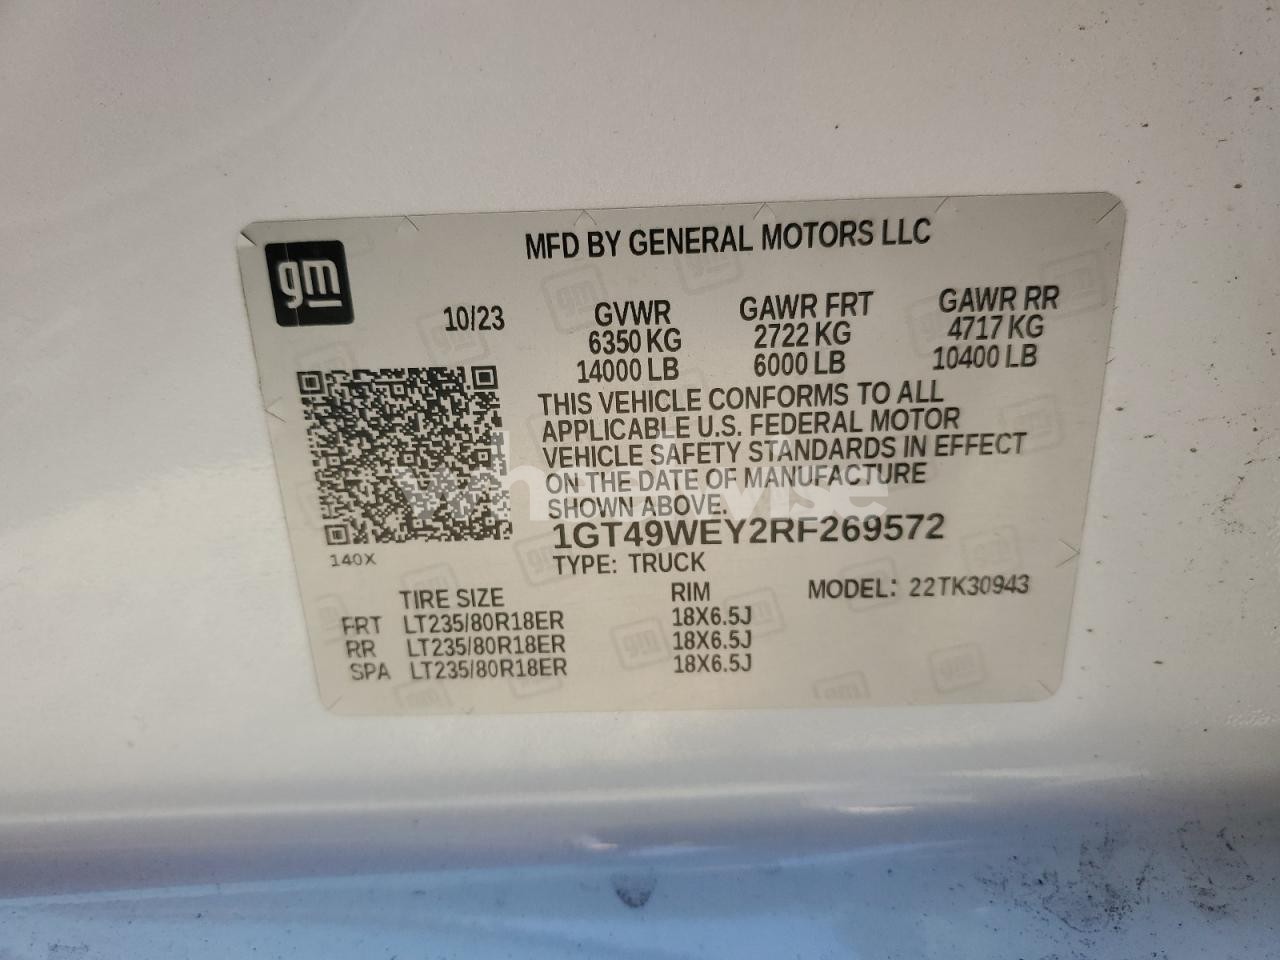 MFD BY GENERAL MOTORS LLC
gm
10/23 GVWR GAWR FRT GAWR RR
6350 KG 2722 KG 4717 KG
14000 LB 6000 LB 10400 LB
THIS VEHICLE CONFORMS TO ALL
APPLICABLE U.S. FEDERAL MOTOR
VEHICLE SAFETY STANDARDS IN EFFECT
ON THE DATE OF MANUFACTURE
SHOWN ABOVE.
1GT49WEY2RF269572
140X
TYPE: TRUCK
TIRE SIZE RIM MODEL: 22TK30943
FRT LT235/80R18ER 18X6.5J
RR LT235/80R18ER 18X6.5J
SPA LT235/80R18ER 18X6.5J